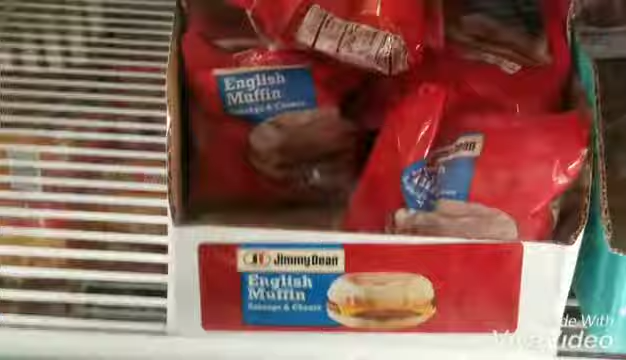 English
Muffin
Sausage & Cheese
Jimmy Dean
English
Muffin
Sausage & Cheese
Made With
VivaVideo